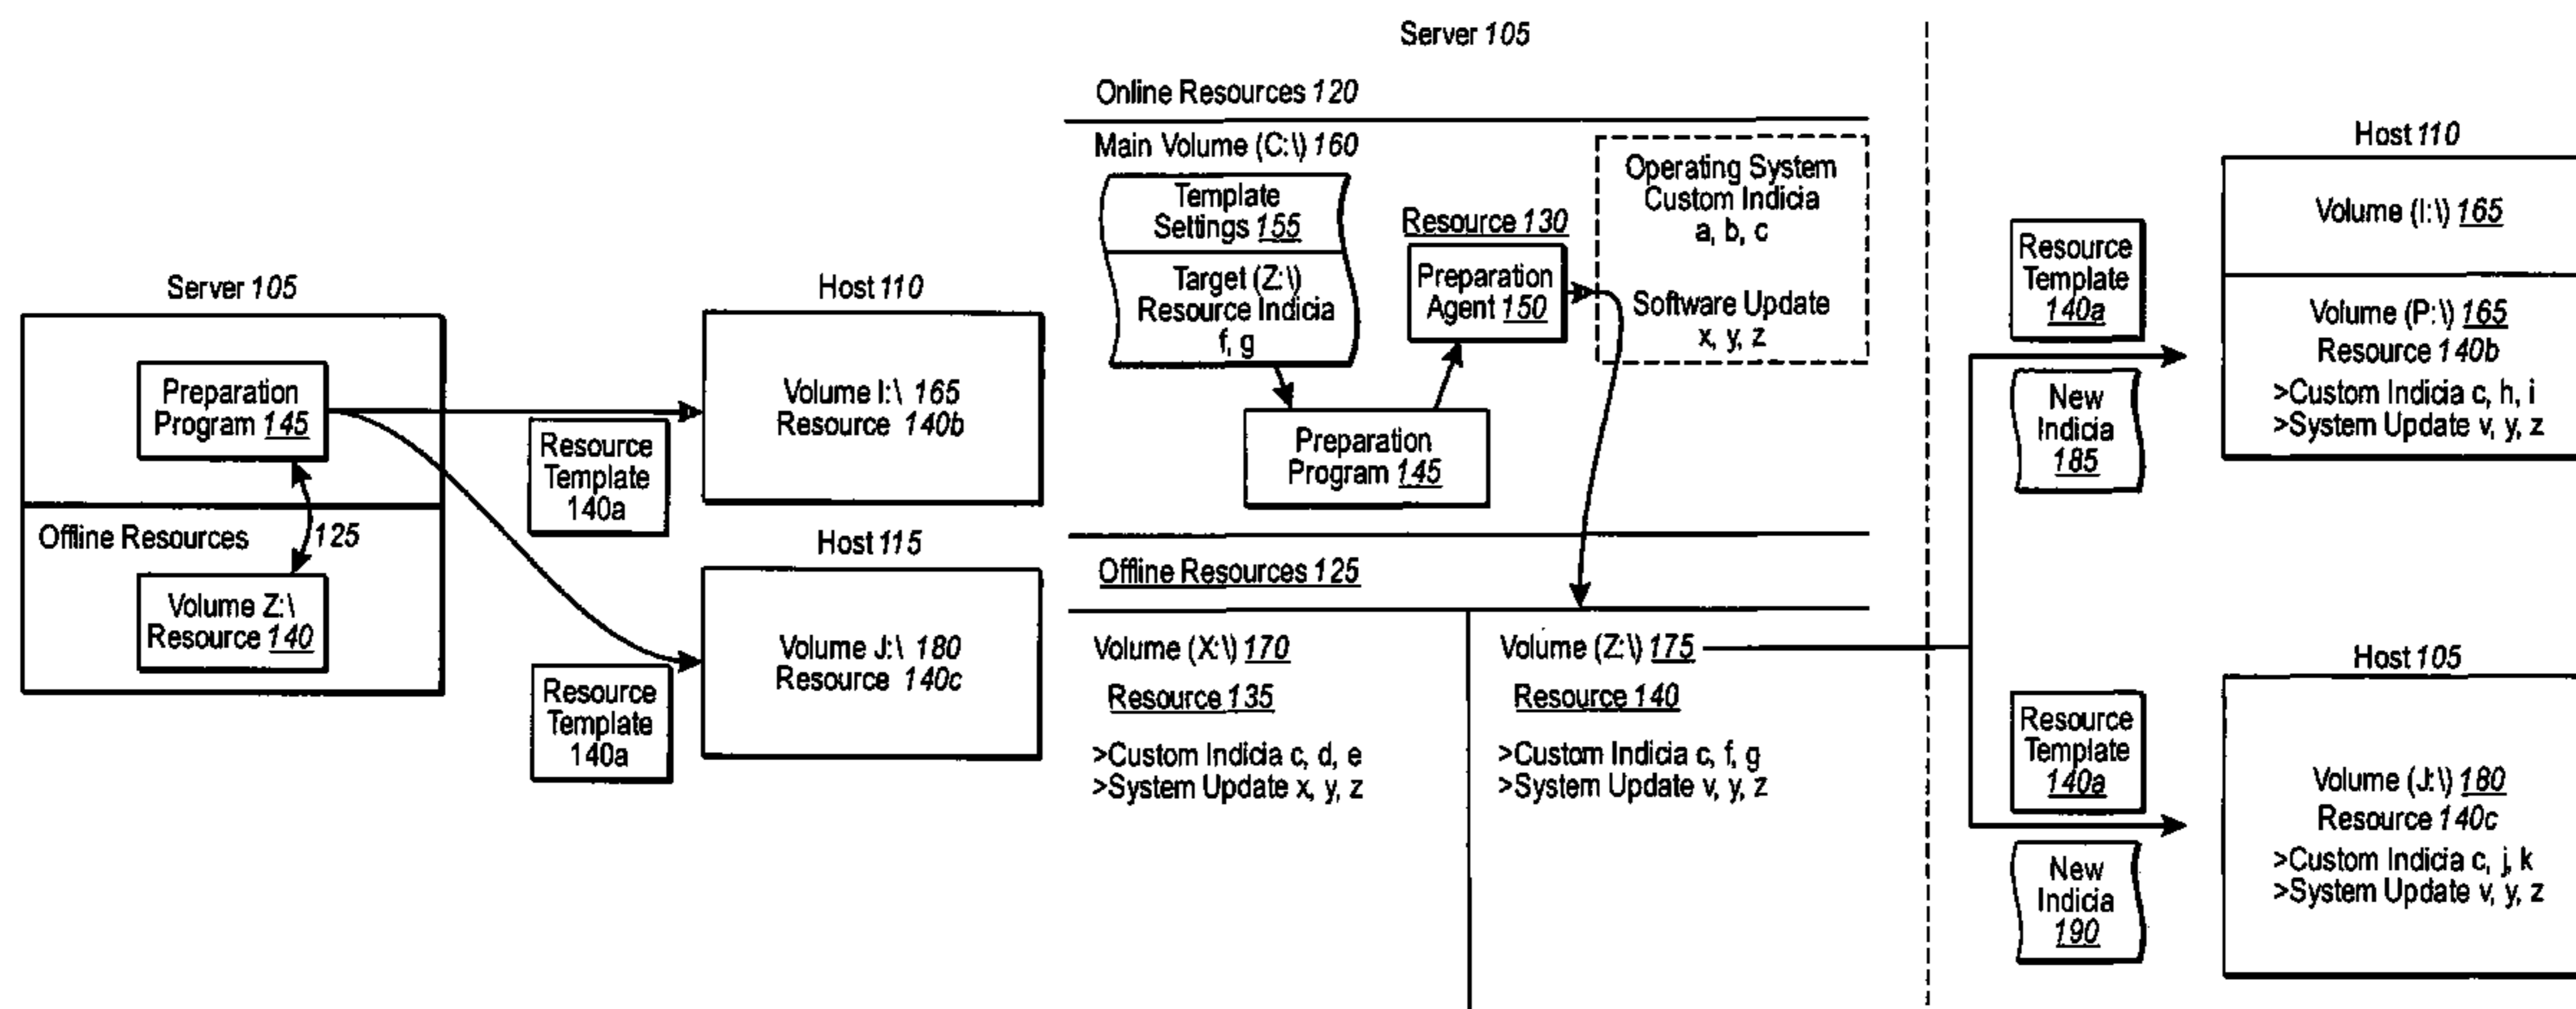 Server 105
Preparation
Program 145
Offline Resources
125
Volume Z:\
Resource 140
Resource
Template
140a
Resource
Template
140a
Host 110
Volume I:\ 165
Resource 140b
Host 115
Volume J:\ 180
Resource 140c
Server 105
Online Resources 120
Main Volume (C:\) 160
Template
Settings 155
Target (Z:\)
Resource Indicia
f, g
Resource 130
Preparation
Agent 150
Operating System
Custom Indicia
a, b, c
Software Update
x, y, z
Preparation
Program 145
Offline Resources 125
Volume (X:\) 170
Resource 135
>Custom Indicia c, d, e
>System Update x, y, z
Volume (Z:\) 175
Resource 140
>Custom Indicia c, f, g
>System Update v, y, z
Resource
Template
140a
New
Indicia
185
Host 110
Volume (I:\) 165
Volume (P:\) 165
Resource 140b
>Custom Indicia c, h, i
>System Update v, y, z
Resource
Template
140a
New
Indicia
190
Host 105
Volume (J:\) 180
Resource 140c
>Custom Indicia c, j, k
>System Update v, y, z